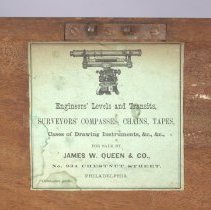 Engineers' Levels and Transits,
SURVEYORS' COMPASSES, CHAINS, TAPES,
Cases of Drawing Instruments, &c., &c.,
FOR SALE BY
JAMES W. QUEEN & CO.,
No. 924 CHESTNUT STREET,
PHILADELPHIA.